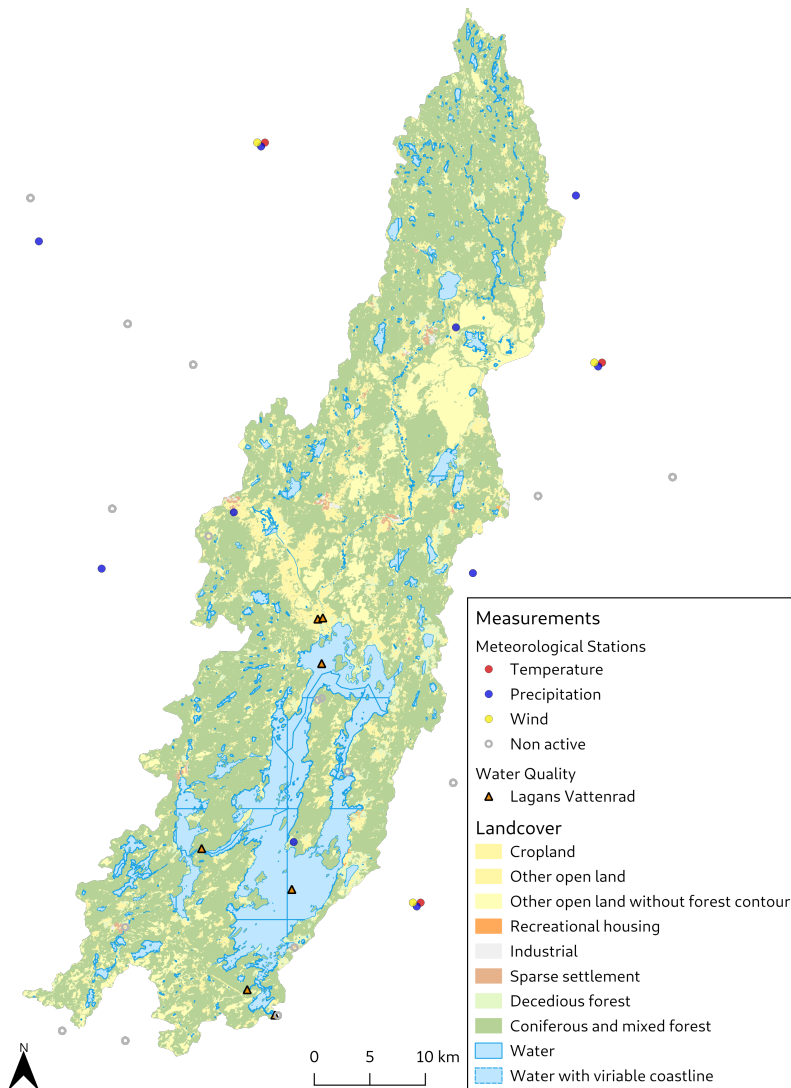 Measurements
Meteorological Stations
Temperature
Precipitation
Wind
Non active
Water Quality
Lagans Vattenrad
Landcover
Cropland
Other open land
Other open land without forest contour
Recreational housing
Industrial
Sparse settlement
Decedious forest
Coniferous and mixed forest
Water
Water with viriable coastline
N
0 5 10 km